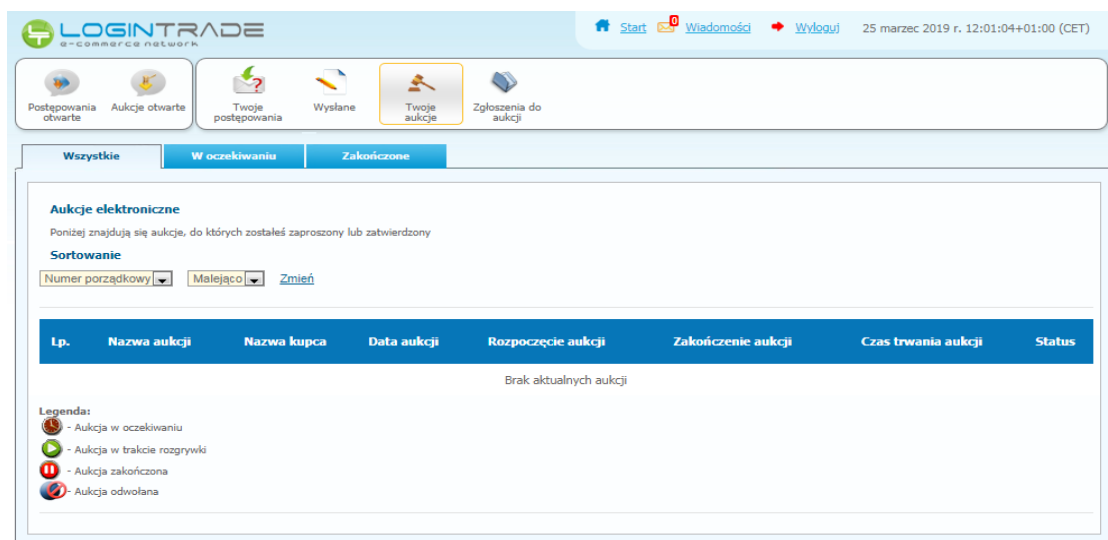 LOGINTRADE
e-commerce network
Start 0 Wiadomości Wyloguj 25 marzec 2019 r. 12:01:04+01:00 (CET)
Postępowania otwarte
Aukcje otwarte
Twoje postępowania
Wysłane
Twoje aukcje
Zgłoszenia do aukcji
Wszystkie W oczekiwaniu Zakończone
Aukcje elektroniczne
Poniżej znajdują się aukcje, do których zostałeś zaproszony lub zatwierdzony
Sortowanie
Numer porządkowy Malejąco Zmień
Lp. Nazwa aukcji Nazwa kupca Data aukcji Rozpoczęcie aukcji Zakończenie aukcji Czas trwania aukcji Status
Brak aktualnych aukcji
Legenda:
- Aukcja w oczekiwaniu
- Aukcja w trakcie rozgrywki
- Aukcja zakończona
- Aukcja odwołana